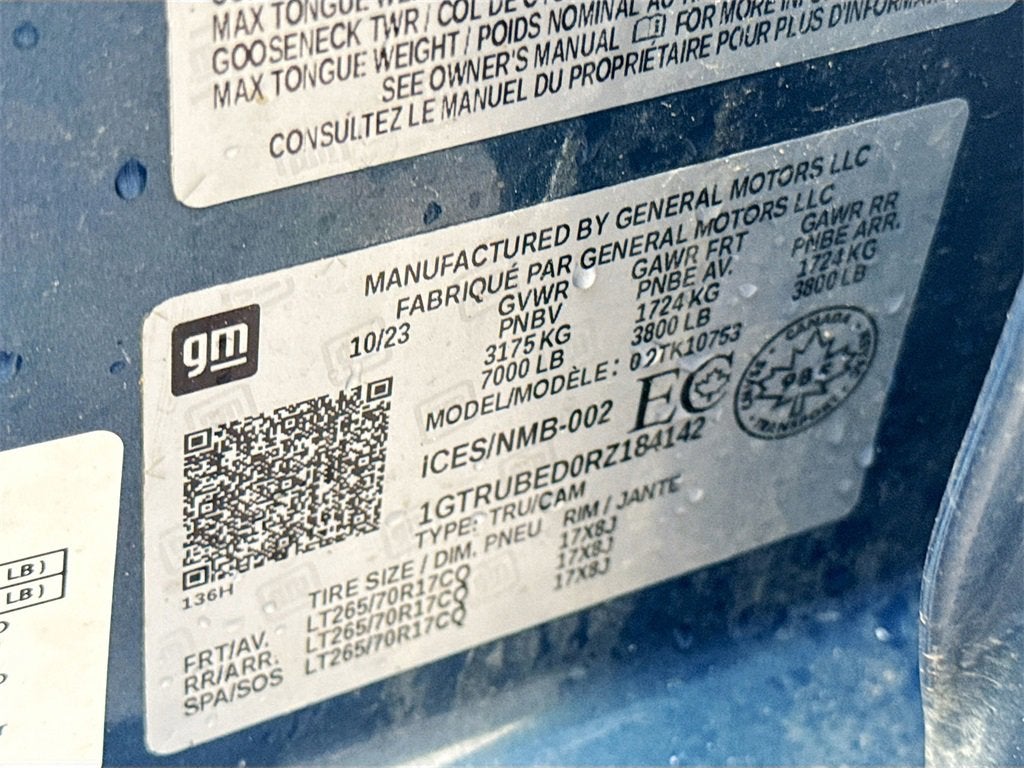 MAX TONGUE
GOOSENECK TWR / COL DE
MAX TONGUE WEIGHT / POIDS NOMINAL AU
SEE OWNER'S MANUAL FOR MORE
CONSULTEZ LE MANUEL DU PROPRIÉTAIRE POUR PLUS
MANUFACTURED BY GENERAL MOTORS LLC
FABRIQUÉ PAR GENERAL MOTORS LLC
gm
10/23 GVWR GAWR FRT GAWR RR
PNBV PNBE AV. PNBE ARR.
3175 KG 1724 KG 1724 KG
7000 LB 3800 LB 3800 LB
MODEL/MODÈLE: 02TK10753
ICES/NMB-002 EC
CANADA
TRANSPORT
1GTRUBED0RZ184142
TYPE: TRU/CAM
136H
TIRE SIZE / DIM. PNEU RIM / JANTE
FRT/AV. LT265/70R17CQ 17X8J
RR/ARR. LT265/70R17CQ 17X8J
SPA/SOS LT265/70R17CQ 17X8J
LB )
LB )